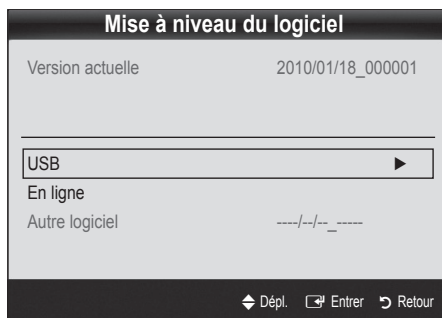 Mise à niveau du logiciel
Version actuelle 2010/01/18_000001
USB ►
En ligne
Autre logiciel ----/--/--_-----
Dépl. Entrer Retour